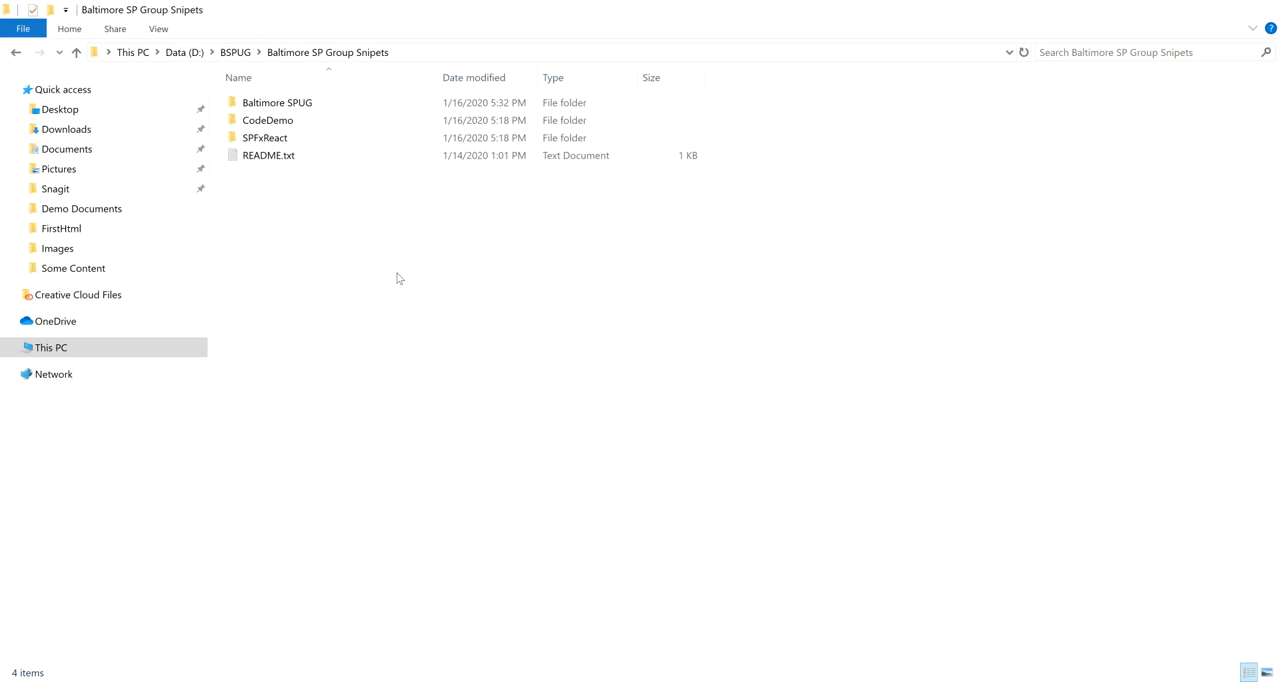 Baltimore SP Group Snipets
File Home Share View
This PC Data (D:) BSPUG Baltimore SP Group Snipets
Search Baltimore SP Group Snipets
Name Date modified Type Size
Quick access
Desktop
Downloads
Documents
Pictures
Snagit
Demo Documents
FirstHtml
Images
Some Content
Creative Cloud Files
OneDrive
This PC
Network
Baltimore SPUG 1/16/2020 5:32 PM File folder
CodeDemo 1/16/2020 5:18 PM File folder
SPFxReact 1/16/2020 5:18 PM File folder
README.txt 1/14/2020 1:01 PM Text Document 1 KB
4 items